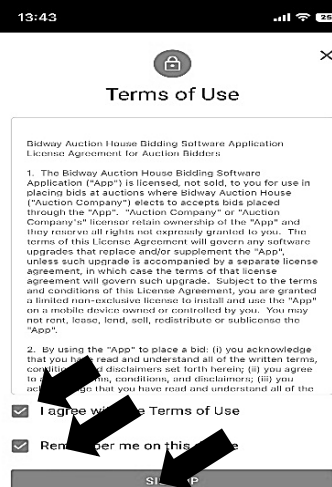 13:43
25
Terms of Use
Bidway Auction House Bidding Software Application
License Agreement for Auction Bidders
1. The Bidway Auction House Bidding Software
Application ("App") is licensed, not sold, to you for use in
placing bids at auctions where Bidway Auction House
("Auction Company") elects to accepts bids placed
through the "App". "Auction Company" or "Auction
Company's" licensor retain ownership of the "App" and
they reserve all rights not expressly granted to you. The
terms of this License Agreement will govern any software
upgrades that replace and/or supplement the "App",
unless such upgrade is accompanied by a separate license
agreement, in which case the terms of that license
agreement will govern such upgrade. Subject to the terms
and conditions of this License Agreement, you are granted
a limited non-exclusive license to install and use the "App"
on a mobile device owned or controlled by you. You may
not rent, lease, lend, sell, redistribute or sublicense the
"App".
2. By using the "App" to place a bid: (i) you acknowledge
that you have read and understand all of the written terms,
and disclaimers set forth herein; (ii) you agree
to conditions, and disclaimers; (iii) you
that you have read and understand all of the
I agree Terms of Use
me on this